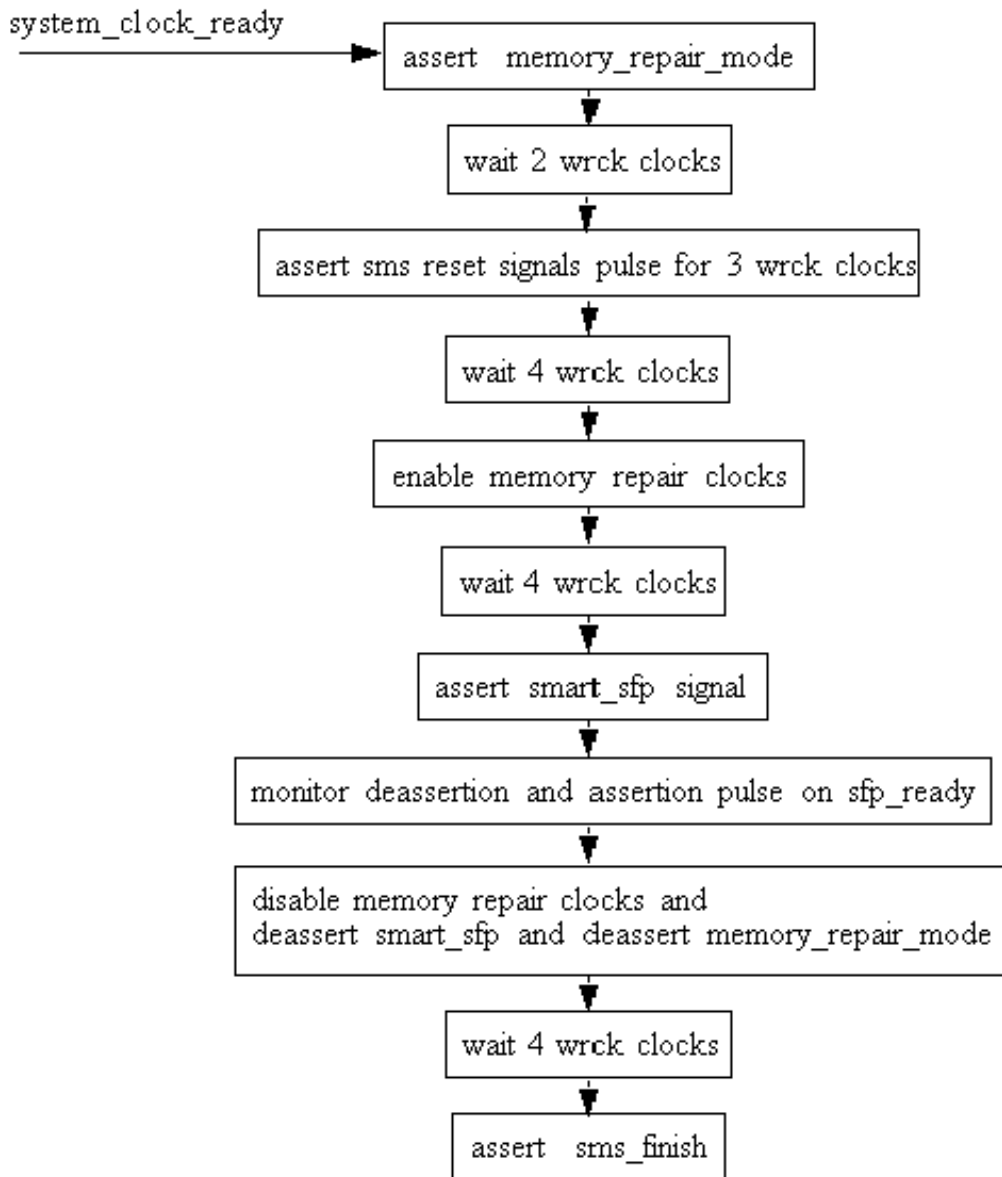 system_clock_ready
assert memory_repair_mode
wait 2 wrck clocks
assert sms reset signals pulse for 3 wrck clocks
wait 4 wrck clocks
enable memory repair clocks
wait 4 wrck clocks
assert smart_sfp signal
monitor deassertion and assertion pulse on sfp_ready
disable memory repair clocks and
deassert smart_sfp and deassert memory_repair_mode
wait 4 wrck clocks
assert sms_finish